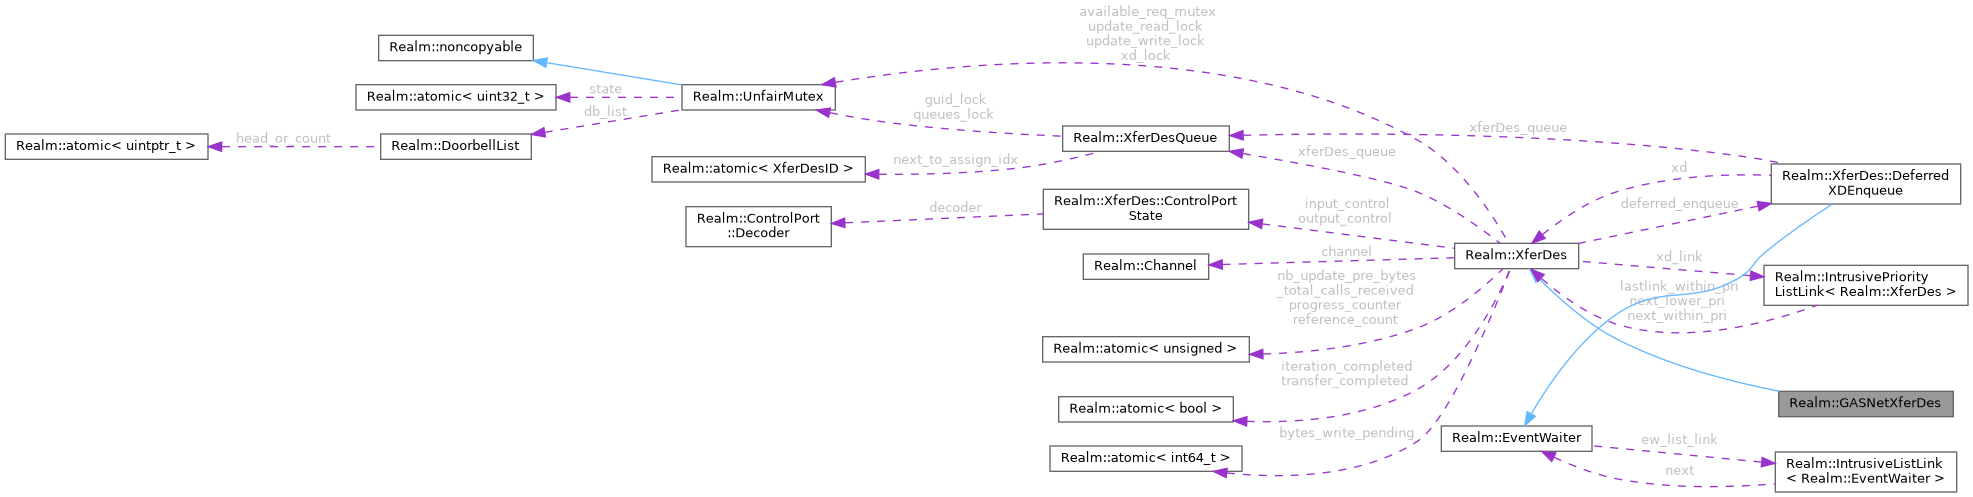 available_req_mutex
update_read_lock
update_write_lock
xd_lock
Realm::noncopyable
Realm::atomic< uint32_t >
state
Realm::UnfairMutex
db_list
guid_lock
queues_lock
Realm::atomic< uintptr_t >
head_or_count
Realm::DoorbellList
Realm::XferDesQueue
xferDes_queue
xferDes_queue
Realm::atomic< XferDesID >
next_to_assign_idx
xd
Realm::XferDes::Deferred
XDEnqueue
Realm::ControlPort
::Decoder
decoder
Realm::XferDes::ControlPort
State
input_control
output_control
deferred_enqueue
Realm::Channel
channel
Realm::XferDes
xd_link
Realm::IntrusivePriority
ListLink< Realm::XferDes >
nb_update_pre_bytes
_total_calls_received
progress_counter
reference_count
lastlink_within_pri
next_lower_pri
next_within_pri
Realm::atomic< unsigned >
iteration_completed
transfer_completed
Realm::atomic< bool >
Realm::GASNetXferDes
bytes_write_pending
Realm::atomic< int64_t >
Realm::EventWaiter
ew_list_link
next
Realm::IntrusiveListLink
< Realm::EventWaiter >